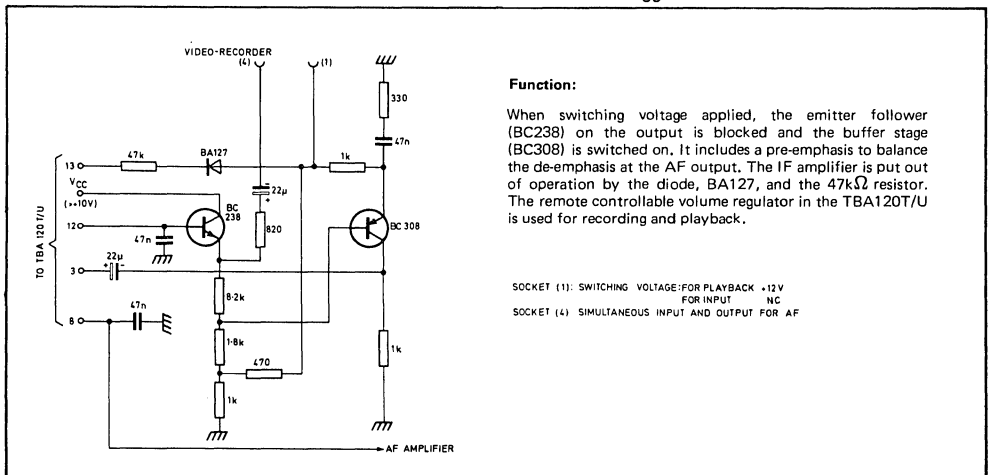 VIDEO-RECORDER
(4)
(1)
330
47n
13
47k
BA127
1k
VCC
(>+10V)
BC
238
22µ
+
820
BC 308
12
47n
TO TBA 120 T/U
22µ
3
+
-
8·2k
47n
8
1·8k
470
1k
1k
AF AMPLIFIER
Function:
When switching voltage applied, the emitter follower
(BC238) on the output is blocked and the buffer stage
(BC308) is switched on. It includes a pre-emphasis to balance
the de-emphasis at the AF output. The IF amplifier is put out
of operation by the diode, BA127, and the 47kΩ resistor.
The remote controllable volume regulator in the TBA120T/U
is used for recording and playback.
SOCKET (1): SWITCHING VOLTAGE:FOR PLAYBACK +12V
FOR INPUT NC
SOCKET (4) SIMULTANEOUS INPUT AND OUTPUT FOR AF